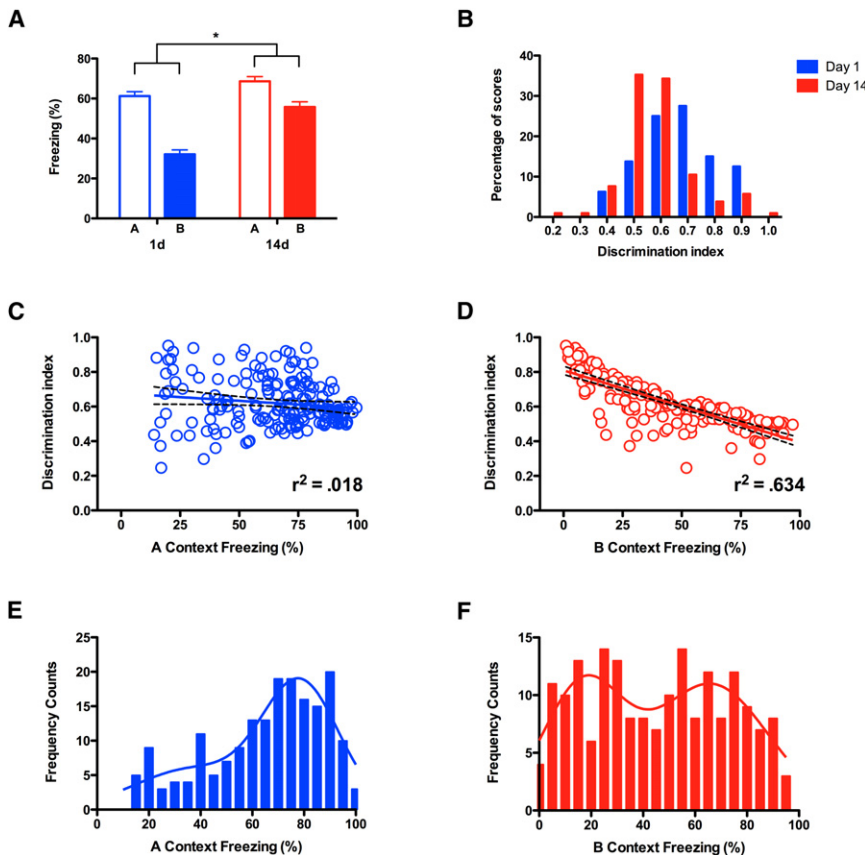 A
*
80
60
40
20
0
Freezing (%)
A B A B
1d 14d
B
40
30
20
10
0
Percentage of scores
0.2 0.3 0.4 0.5 0.6 0.7 0.8 0.9 1.0
Discrimination index
Day 1
Day 14
C
1.0
0.8
0.6
0.4
0.2
0.0
Discrimination index
r² = .018
0 25 50 75 100
A Context Freezing (%)
D
1.0
0.8
0.6
0.4
0.2
0.0
Discrimination index
r² = .634
0 25 50 75 100
B Context Freezing (%)
E
25
20
15
10
5
0
Frequency Counts
0 20 40 60 80 100
A Context Freezing (%)
F
15
10
5
0
Frequency Counts
0 20 40 60 80 100
B Context Freezing (%)